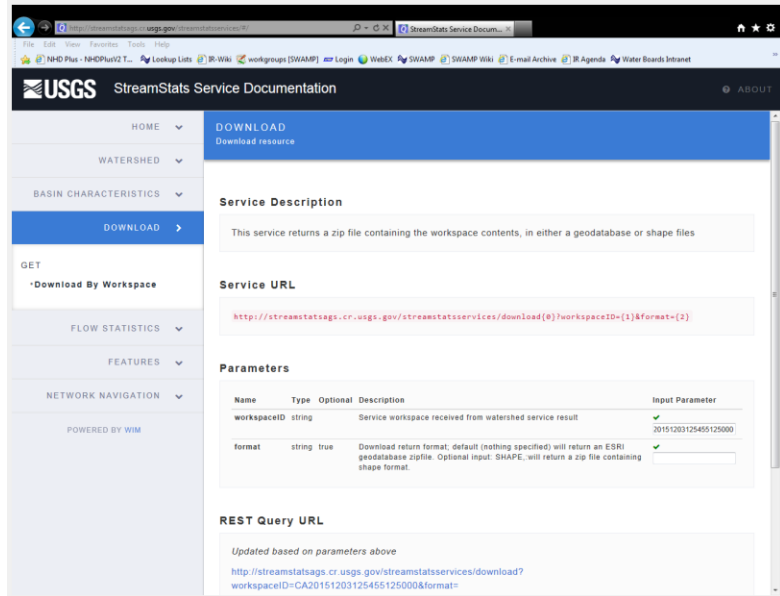 http://streamstatsags.cr.usgs.gov/streamstatsservices/#/
StreamStats Service Docum...
File Edit View Favorites Tools Help
NHD Plus - NHDPlusV2 T... Lookup Lists IR-Wiki workgroups [SWAMP] Login WebEX SWAMP SWAMP Wiki E-mail Archive IR Agenda Water Boards Intranet
USGS StreamStats Service Documentation
ABOUT
HOME
WATERSHED
BASIN CHARACTERISTICS
DOWNLOAD
GET
Download By Workspace
FLOW STATISTICS
FEATURES
NETWORK NAVIGATION
POWERED BY WIM
DOWNLOAD
Download resource
Service Description
This service returns a zip file containing the workspace contents, in either a geodatabase or shape files
Service URL
http://streamstatsags.cr.usgs.gov/streamstatsservices/download{0}?workspaceID={1}&format={2}
Parameters
Name Type Optional Description Input Parameter
workspaceID string Service workspace received from watershed service result
20151203125455125000
format string true Download return format; default (nothing specified) will return an ESRI
geodatabase zipfile. Optional input: SHAPE, will return a zip file containing
shape format.
REST Query URL
Updated based on parameters above
http://streamstatsags.cr.usgs.gov/streamstatsservices/download?
workspaceID=CA20151203125455125000&format=